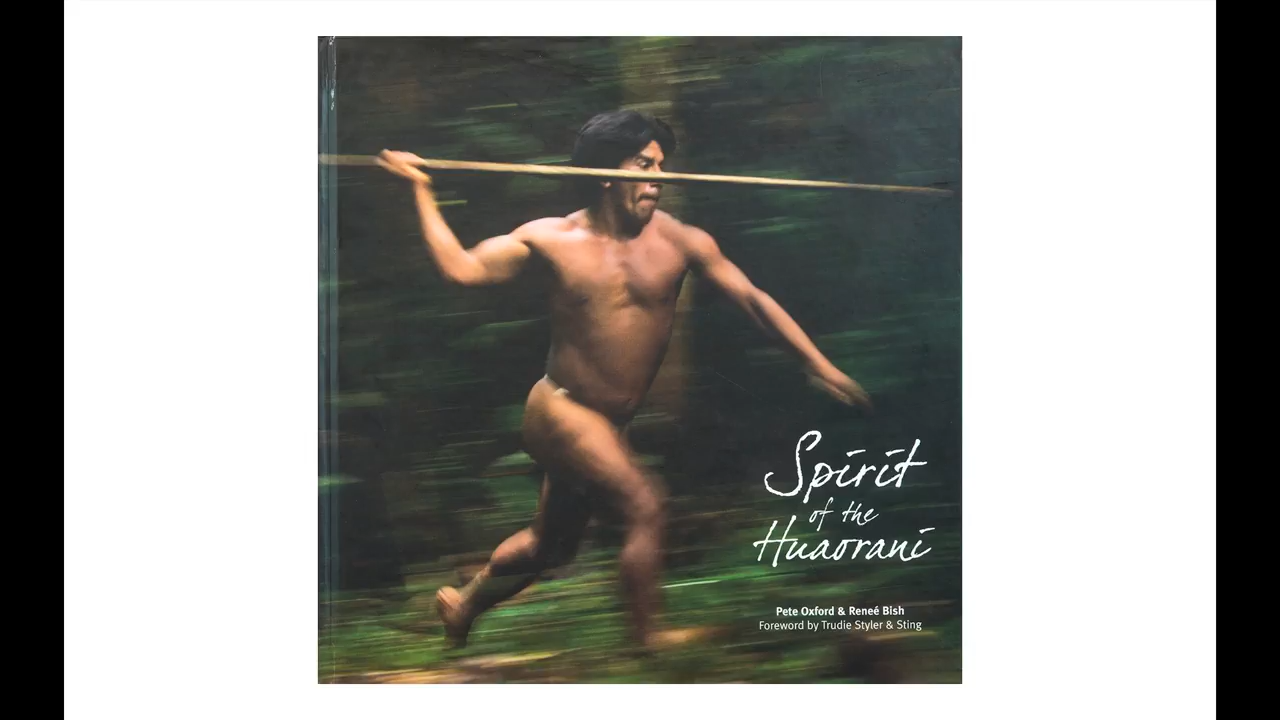 Spirit
of the
Huaorani
Pete Oxford & Reneé Bish
Foreword by Trudie Styler & Sting